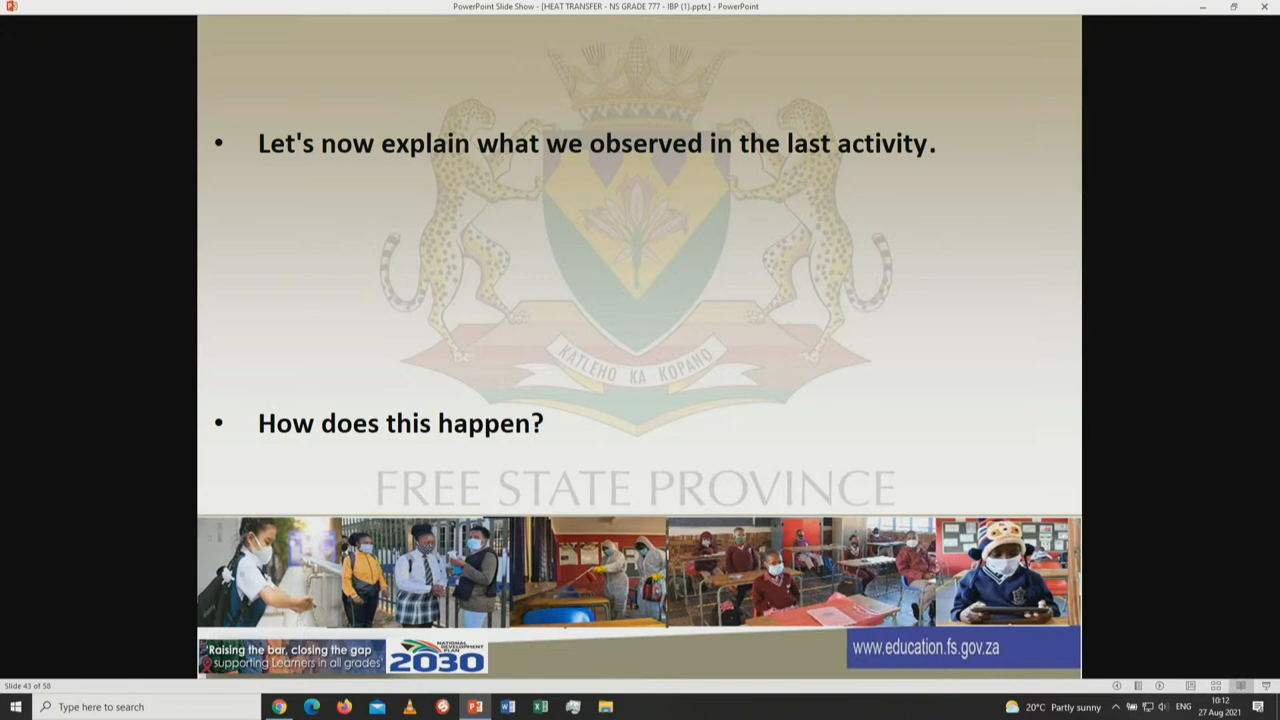 PowerPoint Slide Show - [HEAT TRANSFER - NS GRADE 777 - IBP (1).pptx] - PowerPoint
• Let's now explain what we observed in the last activity.
KATLEHO KA KOPANO
• How does this happen?
FREE STATE PROVINCE
'Raising the bar, closing the gap
supporting Learners in all grades'
NATIONAL
DEVELOPMENT
PLAN
2030
www.education.fs.gov.za
Slide 43 of 58
Type here to search
20°C Partly sunny
ENG
10:12
27 Aug 2021